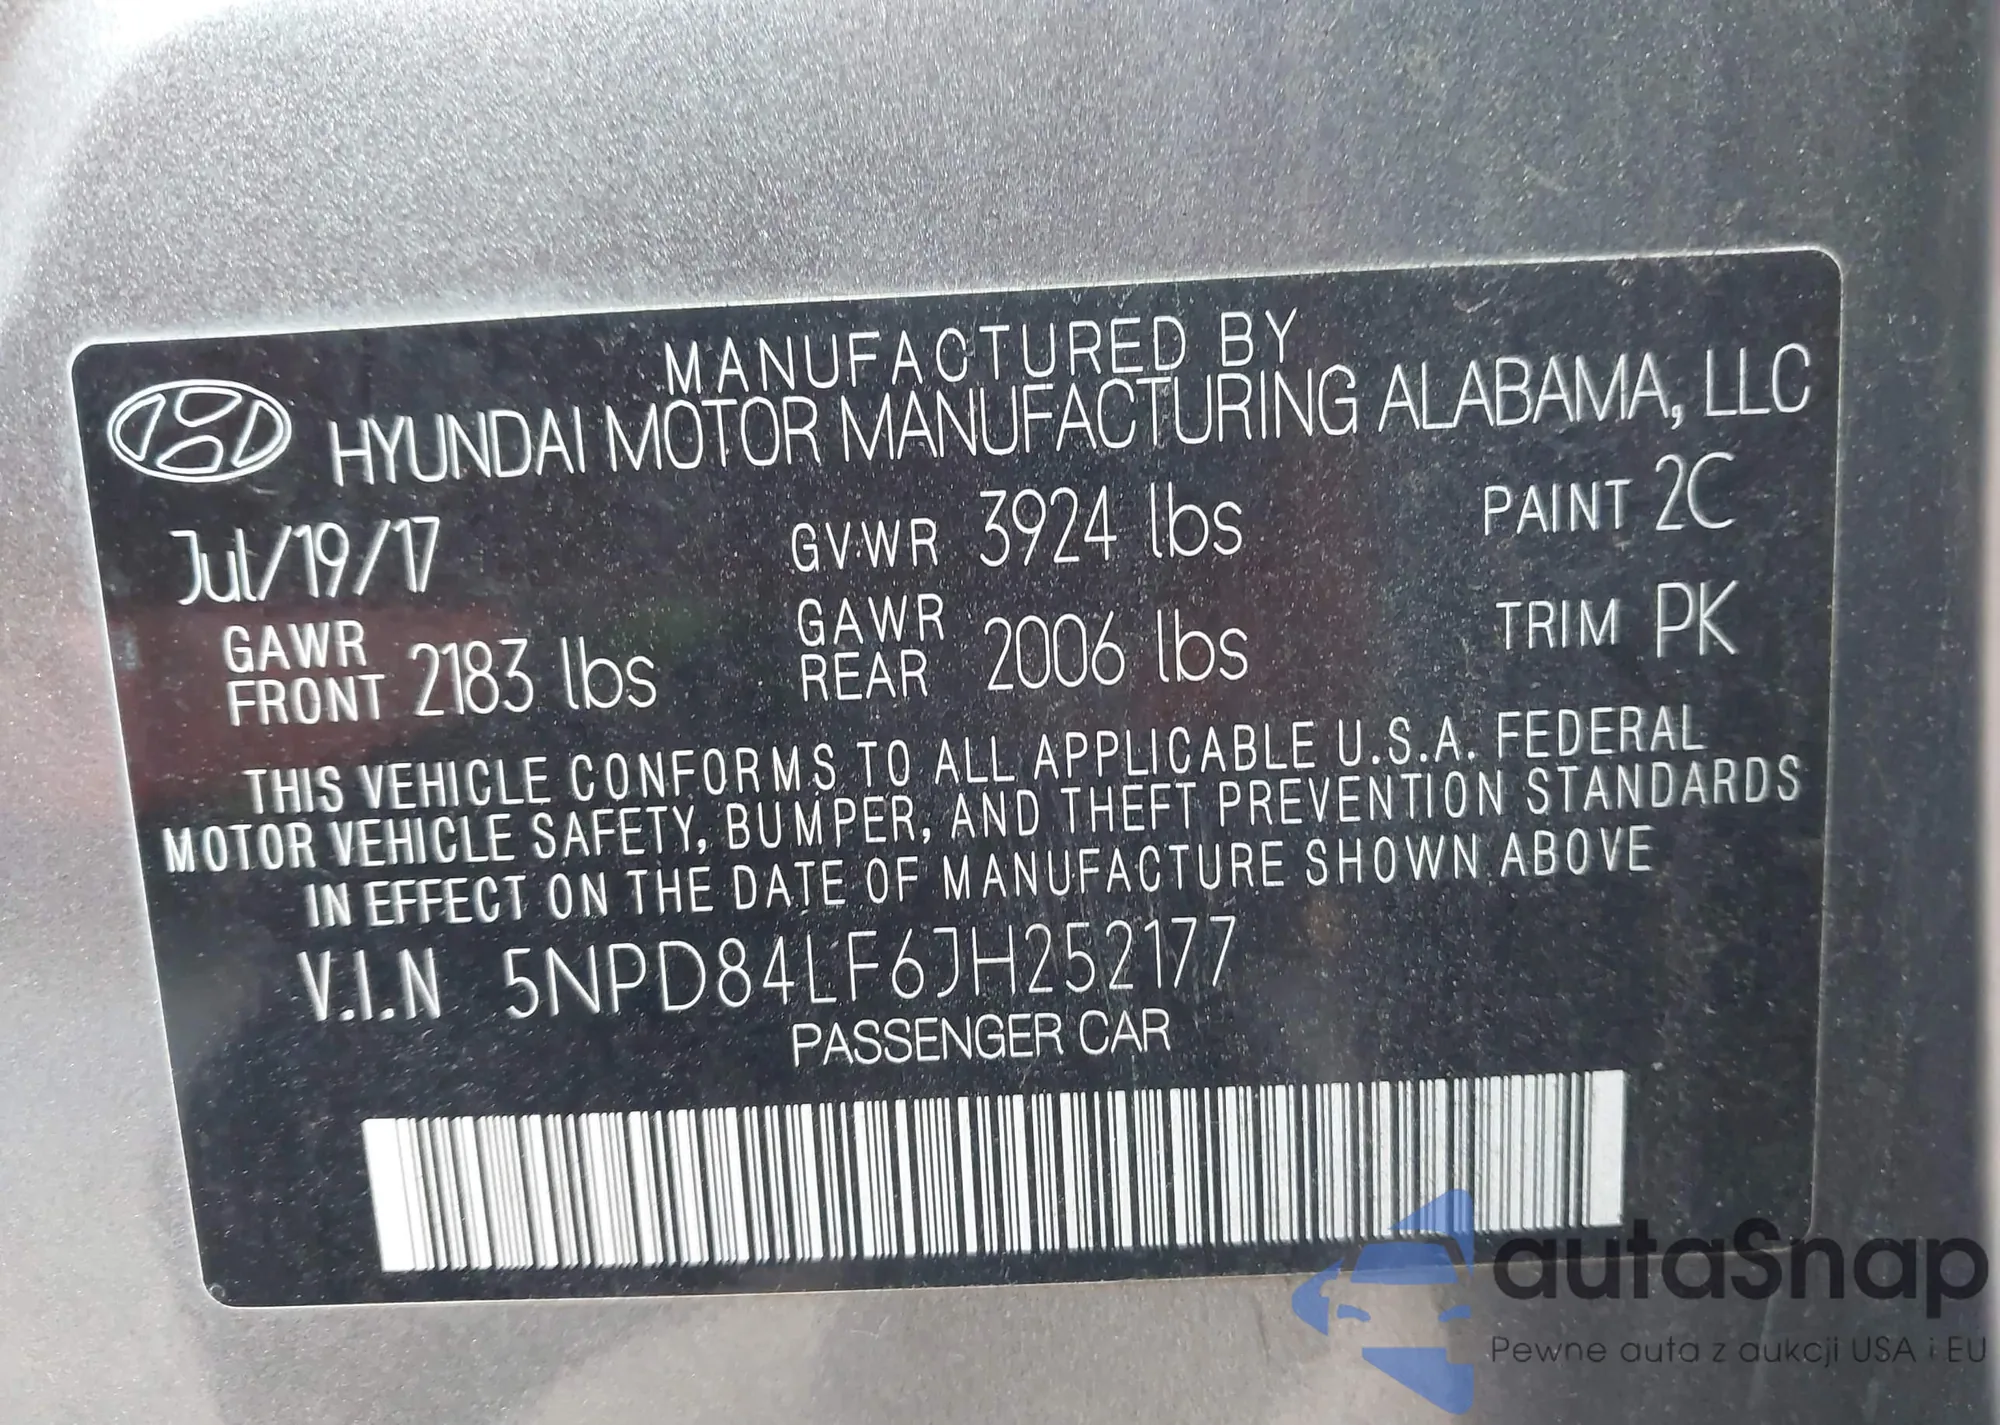 MANUFACTURED BY
HYUNDAI MOTOR MANUFACTURING ALABAMA, LLC
Jul/19/17 GVWR 3924 lbs PAINT 2C
GAWR FRONT 2183 lbs GAWR REAR 2006 lbs TRIM PK
THIS VEHICLE CONFORMS TO ALL APPLICABLE U.S.A. FEDERAL
MOTOR VEHICLE SAFETY, BUMPER, AND THEFT PREVENTION STANDARDS
IN EFFECT ON THE DATE OF MANUFACTURE SHOWN ABOVE
V.I.N 5NPD84LF6JH252177
PASSENGER CAR
autaSnap
Pewne auta z aukcji USA i EU